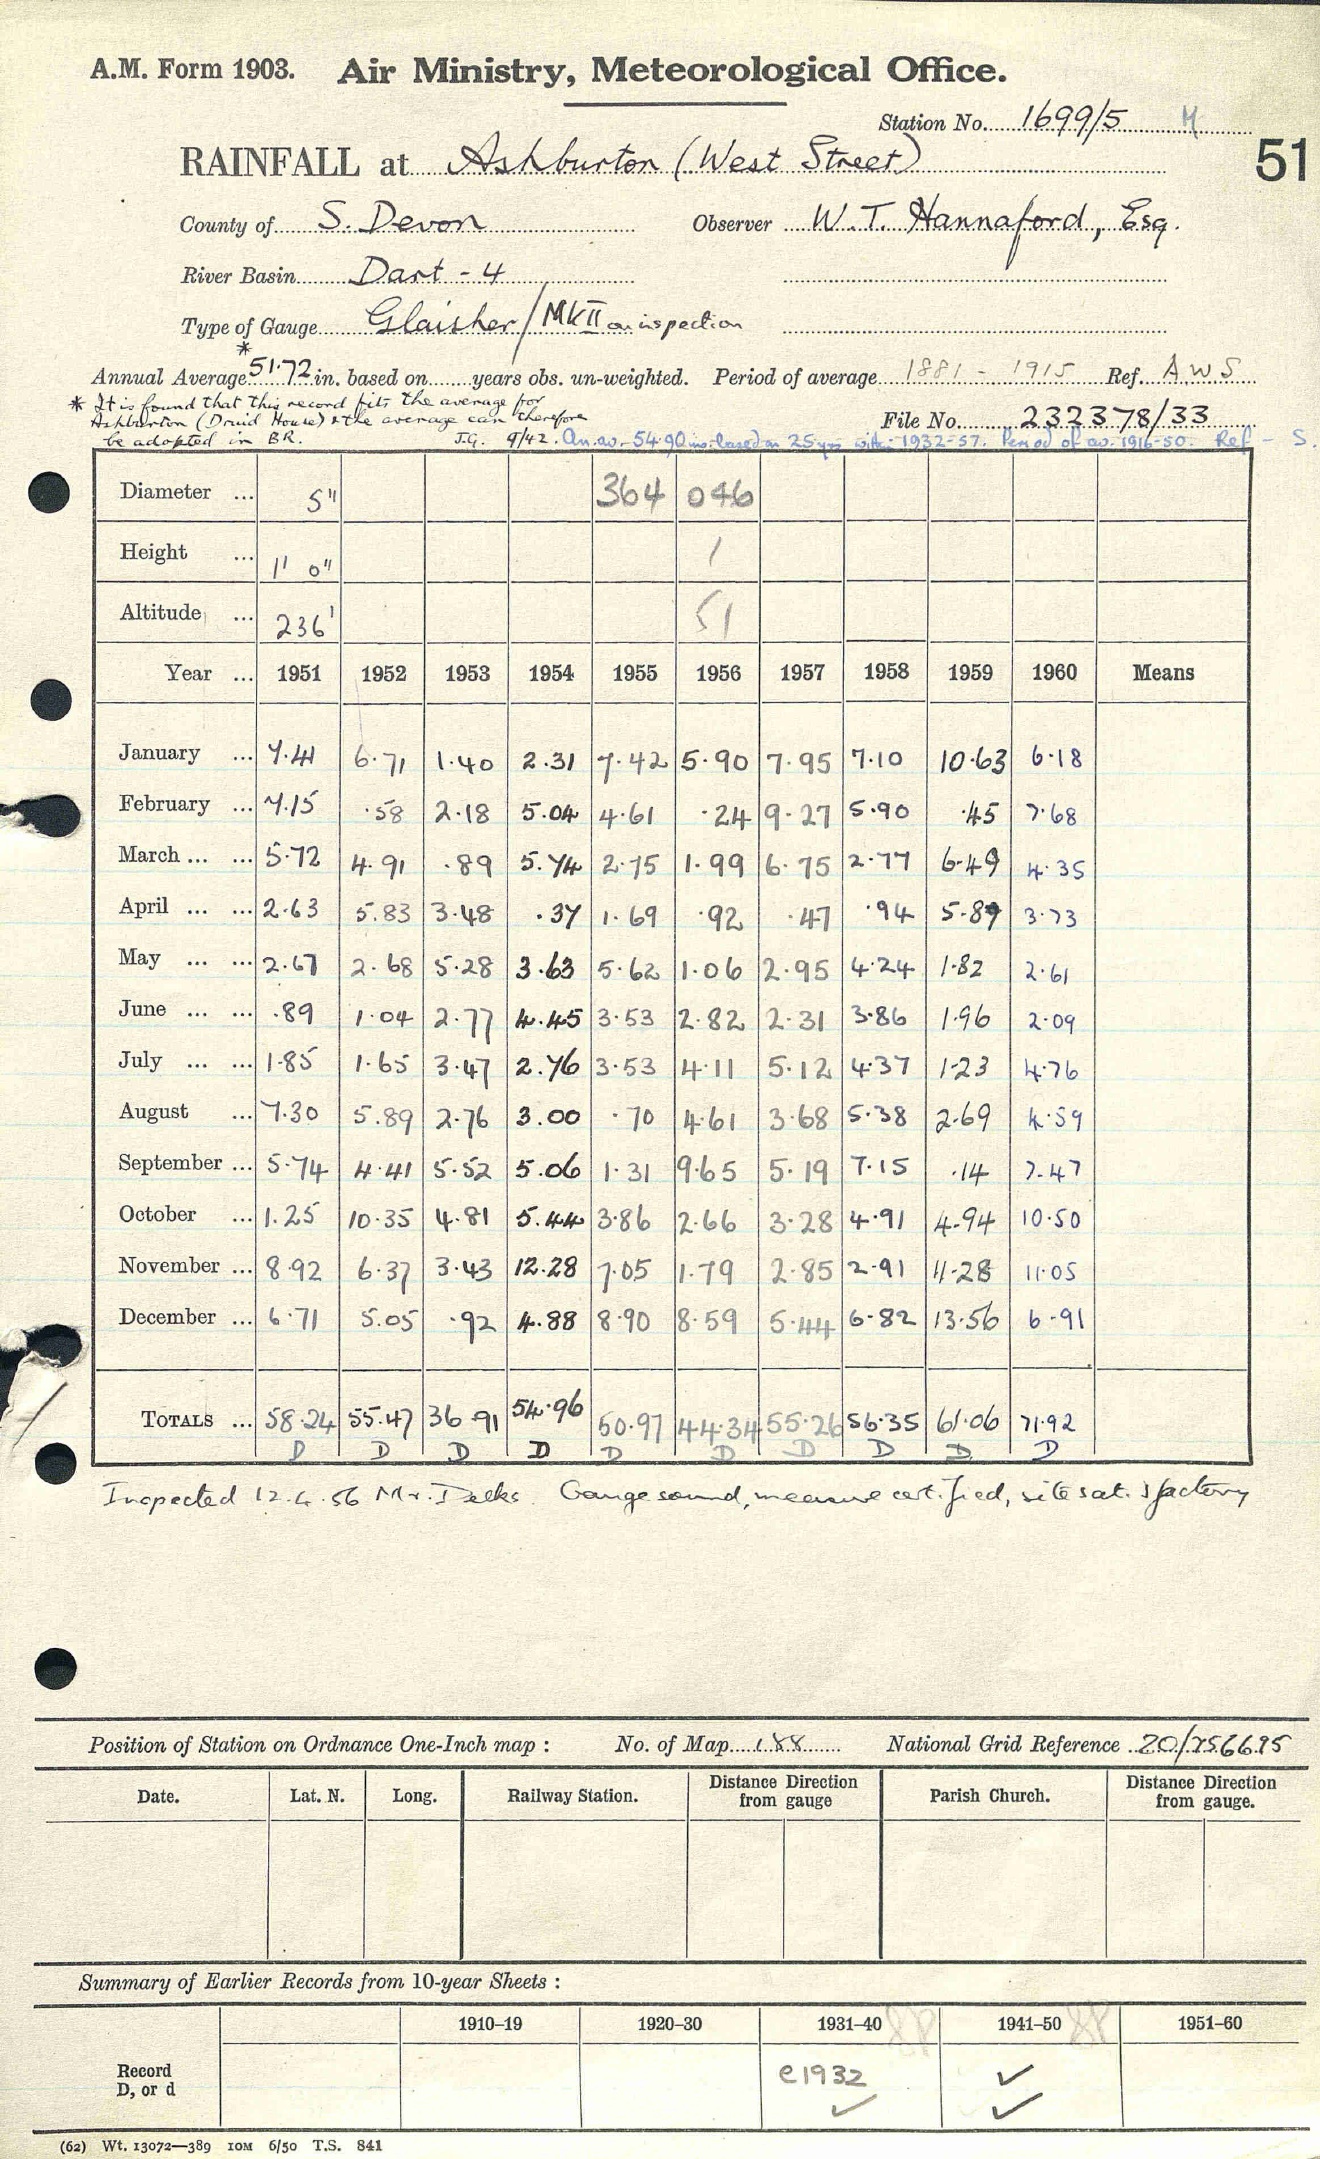 A.M. Form 1903. Air Ministry, Meteorological Office.
Station No. 1699/5 M
51
RAINFALL at Ashburton (West Street)
County of S. Devon Observer W.T. Hannaford, Esq.
River Basin Dart - 4
Type of Gauge Glaisher / Mk II on inspection
Annual Average * 51·72 in. based on years obs. un-weighted. Period of average 1881 - 1915 Ref. A.W.S
* It is found that this record fits the average for
Ashburton (Druid House) & the average can therefore
File No. 232378/33
be adopted in BR. J.G. 9/42. An. av. 54·90 ins. based on 25 yrs within 1932-57. Period of av. 1916-50. Ref - S.
Diameter ... 5" 364 046
Height ... 1' 0" 1
Altitude ... 236' 51
Year ... 1951 1952 1953 1954 1955 1956 1957 1958 1959 1960 Means
January ... 7·41 6·71 1·40 2·31 7·42 5·90 7·95 7·10 10·63 6·18
February ... 7·15 ·58 2·18 5·04 4·61 ·24 9·27 5·90 ·45 7·68
March ... ... 5·72 4·91 ·89 5·74 2·75 1·99 6·75 2·77 6·49 4·35
April ... ... 2·63 5·83 3·48 ·37 1·69 ·92 ·47 ·94 5·87 3·73
May ... ... 2·67 2·68 5·28 3·63 5·62 1·06 2·95 4·24 1·82 2·61
June ... ... ·89 1·04 2·77 4·45 3·53 2·82 2·31 3·86 1·96 2·09
July ... ... 1·85 1·65 3·47 2·76 3·53 4·11 5·12 4·37 1·23 4·76
August ... 7·30 5·89 2·76 3·00 ·70 4·61 3·68 5·38 2·69 4·59
September ... 5·74 4·41 5·52 5·06 1·31 9·65 5·19 7·15 ·14 7·47
October ... 1·25 10·35 4·81 5·44 3·86 2·66 3·28 4·91 4·94 10·50
November ... 8·92 6·37 3·43 12·28 7·05 1·79 2·85 2·91 11·28 11·05
December ... 6·71 5·05 ·92 4·88 8·90 8·59 5·44 6·82 13·56 6·91
TOTALS ... 58·24 55·47 36·91 54·96 50·97 44·34 55·26 56·35 61·06 71·92
D D D D D D D D D D
Inspected 12.4.56 Mr. Delks. Gauge sound, measure certified, site satisfactory
Position of Station on Ordnance One-Inch map : No. of Map 188 National Grid Reference 20/756695
Date. Lat. N. Long. Railway Station. Distance Direction from gauge Parish Church. Distance Direction from gauge.
Summary of Earlier Records from 10-year Sheets :
1910–19 1920–30 1931–40 1941–50 1951–60
Record
D, or d
e1932 ✓
✓ ✓
(62) Wt. 13072—389 10M 6/50 T.S. 841